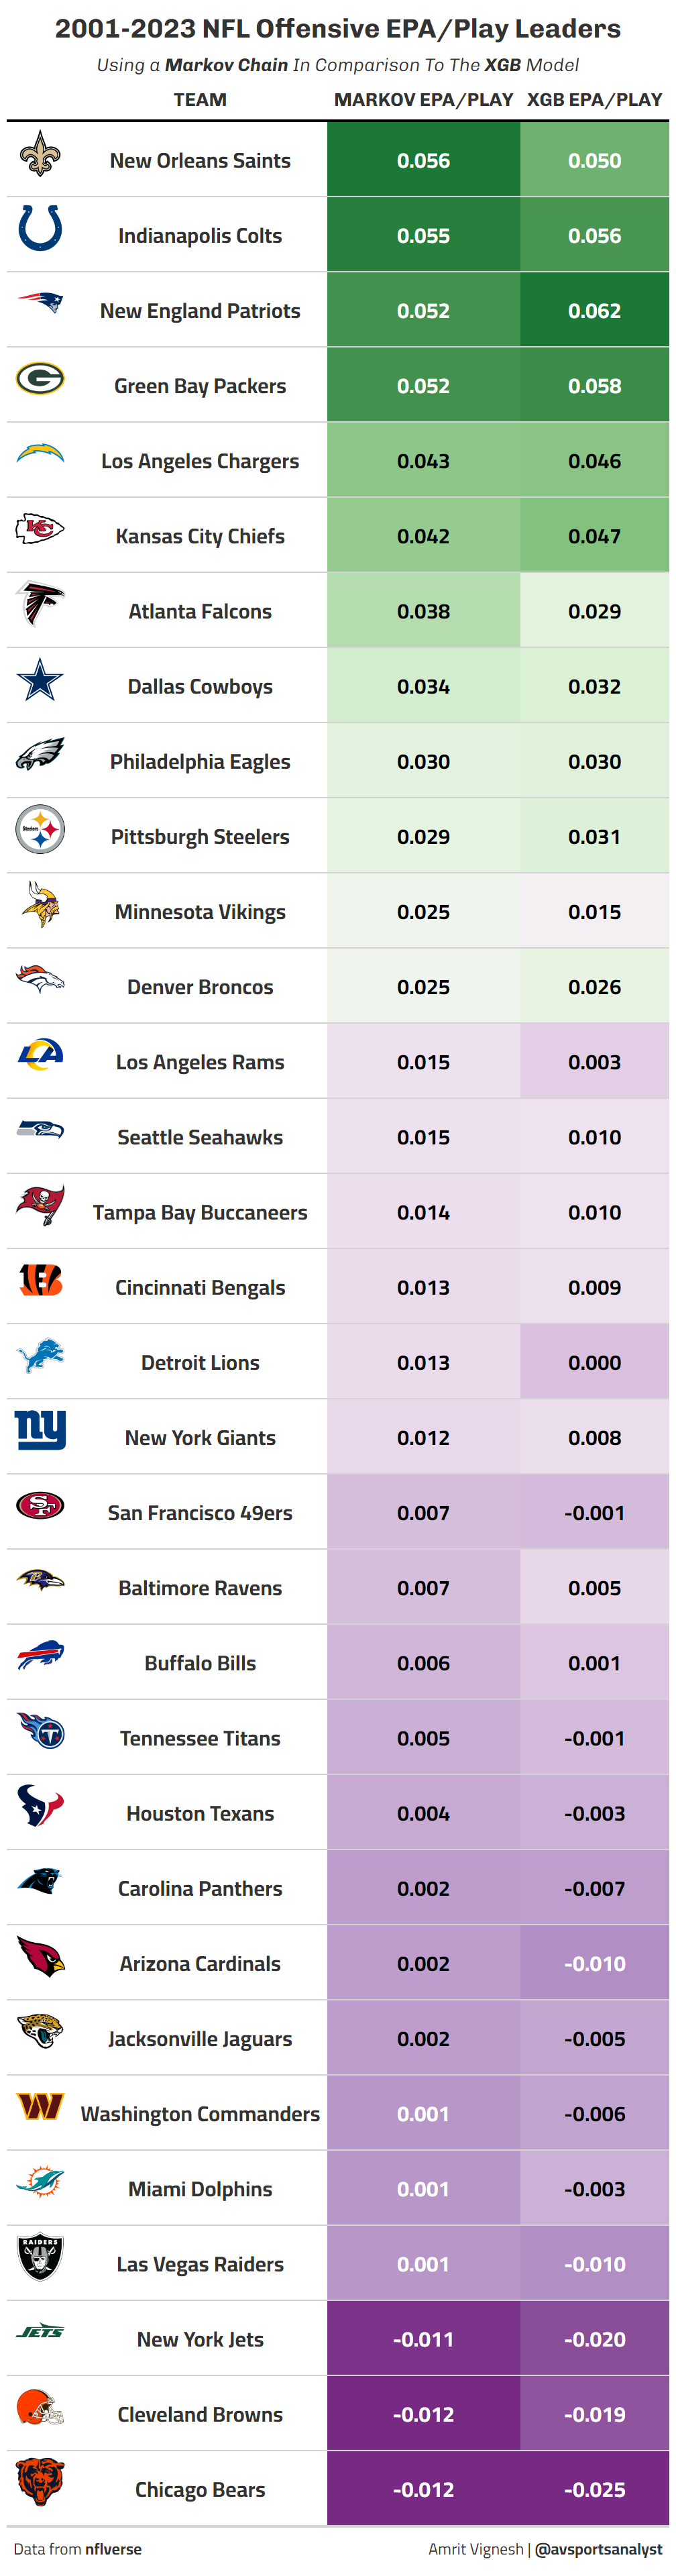 2001-2023 NFL Offensive EPA/Play Leaders
Using a Markov Chain In Comparison To The XGB Model
TEAM MARKOV EPA/PLAY XGB EPA/PLAY
New Orleans Saints 0.056 0.050
Indianapolis Colts 0.055 0.056
New England Patriots 0.052 0.062
G Green Bay Packers 0.052 0.058
Los Angeles Chargers 0.043 0.046
KC Kansas City Chiefs 0.042 0.047
Atlanta Falcons 0.038 0.029
Dallas Cowboys 0.034 0.032
Philadelphia Eagles 0.030 0.030
Steelers Pittsburgh Steelers 0.029 0.031
Minnesota Vikings 0.025 0.015
Denver Broncos 0.025 0.026
LA Los Angeles Rams 0.015 0.003
Seattle Seahawks 0.015 0.010
Tampa Bay Buccaneers 0.014 0.010
B Cincinnati Bengals 0.013 0.009
Detroit Lions 0.013 0.000
ny New York Giants 0.012 0.008
SF San Francisco 49ers 0.007 -0.001
Baltimore Ravens 0.007 0.005
Buffalo Bills 0.006 0.001
T Tennessee Titans 0.005 -0.001
Houston Texans 0.004 -0.003
Carolina Panthers 0.002 -0.007
Arizona Cardinals 0.002 -0.010
Jacksonville Jaguars 0.002 -0.005
W Washington Commanders 0.001 -0.006
Miami Dolphins 0.001 -0.003
RAIDERS Las Vegas Raiders 0.001 -0.010
JETS New York Jets -0.011 -0.020
Cleveland Browns -0.012 -0.019
Chicago Bears -0.012 -0.025
Data from nflverse Amrit Vignesh | @avsportsanalyst